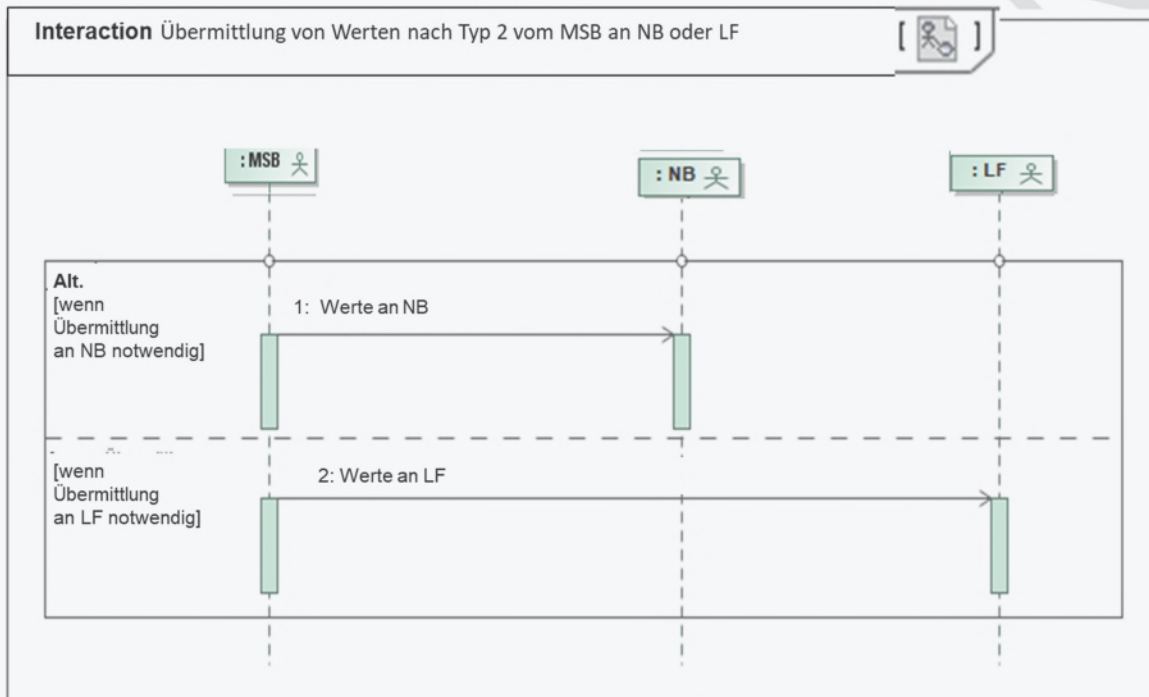 Interaction Übermittlung von Werten nach Typ 2 vom MSB an NB oder LF
[ ]
: MSB
: NB
: LF
Alt.
[wenn
Übermittlung
an NB notwendig]
1: Werte an NB
[wenn
Übermittlung
an LF notwendig]
2: Werte an LF